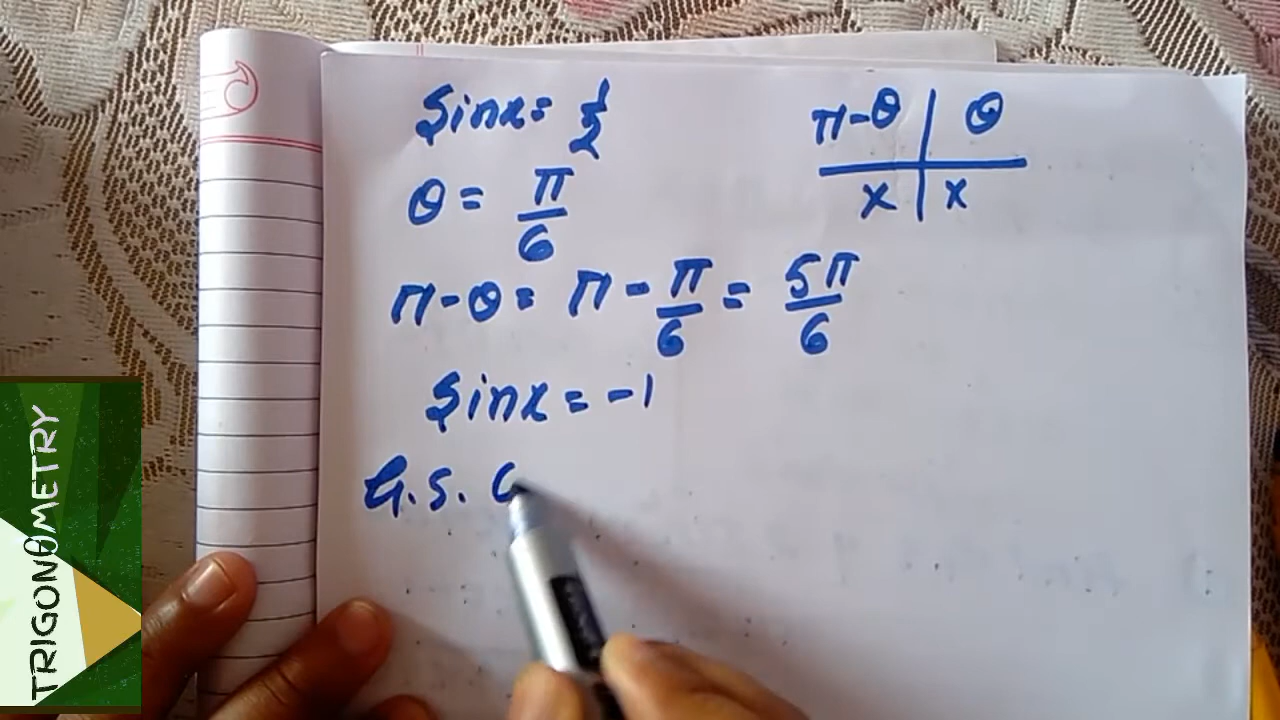 sinx = 1/2
π-θ | θ
x | x
θ = π/6
π-θ = π - π/6 = 5π/6
sinx = -1
G.S. o
TRIGONOMETRY